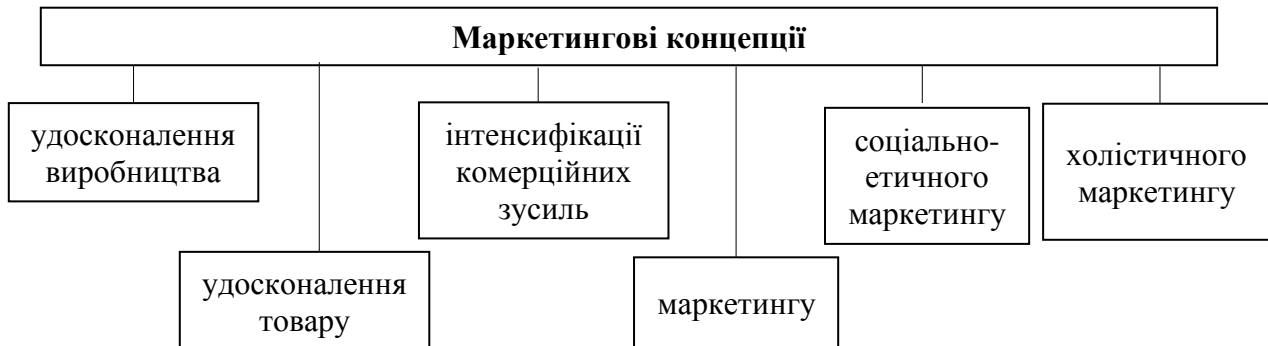 Маркетингові концепції
удосконалення
виробництва
удосконалення
товару
інтенсифікації
комерційних
зусиль
маркетингу
соціально-
етичного
маркетингу
холістичного
маркетингу